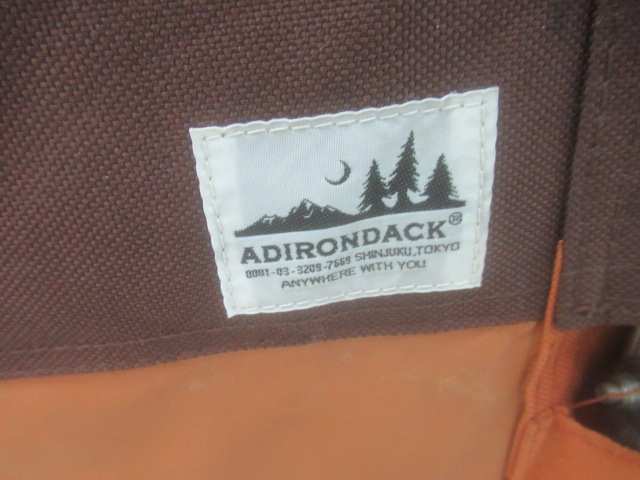 ADIRONDACK®
0081-03-3209-7669 SHINJUKU,TOKYO
ANYWHERE WITH YOU